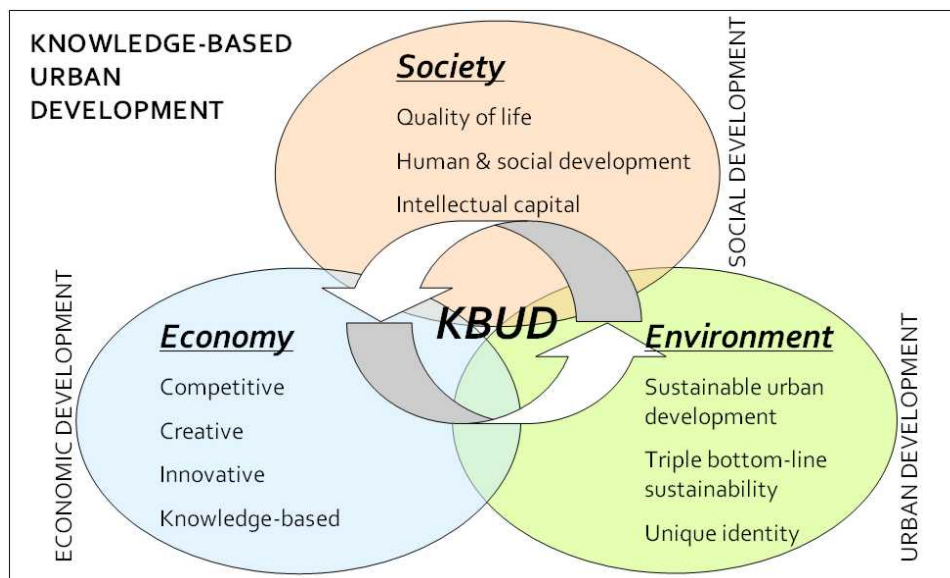 KNOWLEDGE-BASED
URBAN
DEVELOPMENT
Society
Quality of life
Human & social development
Intellectual capital
SOCIAL DEVELOPMENT
KBUD
Economy
Competitive
Creative
Innovative
Knowledge-based
ECONOMIC DEVELOPMENT
Environment
Sustainable urban
development
Triple bottom-line
sustainability
Unique identity
URBAN DEVELOPMENT